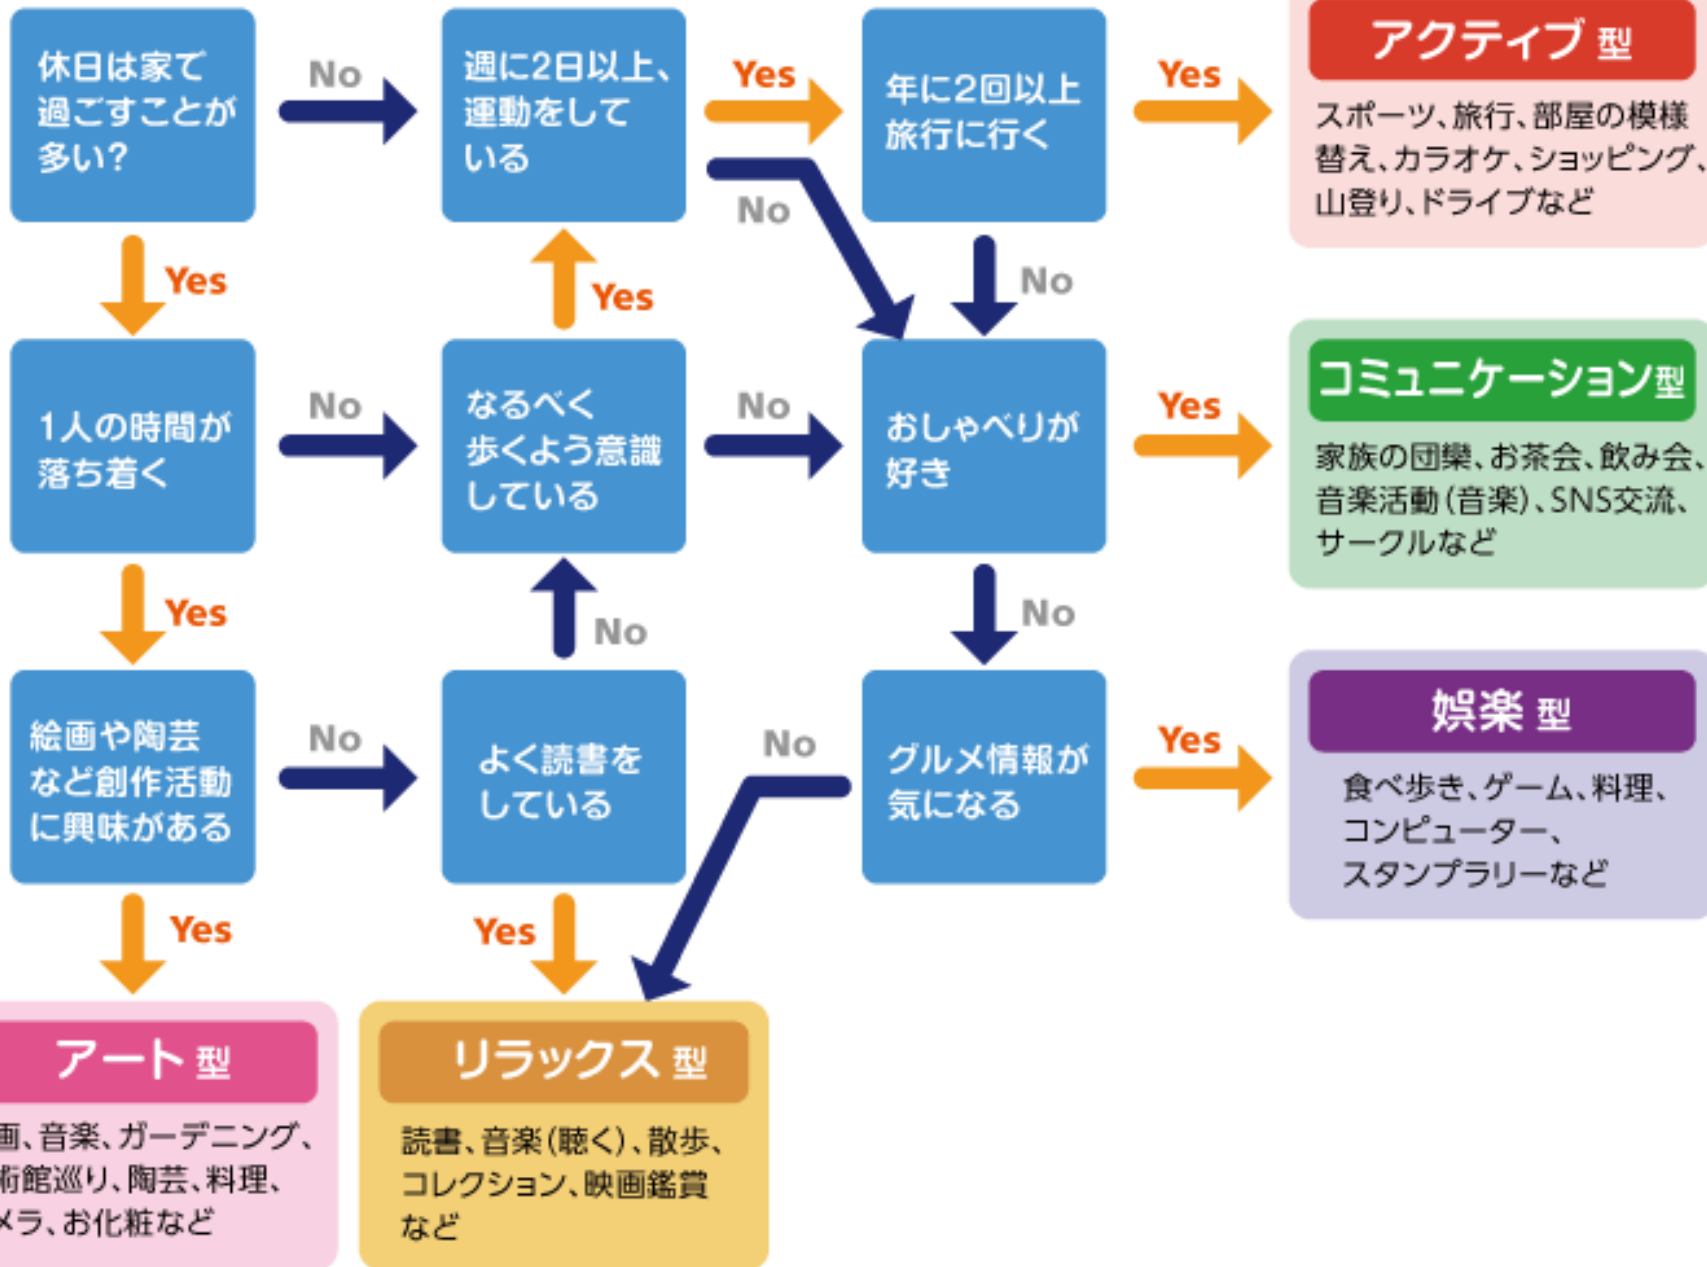 休日は家で
過ごすことが
多い?
No
週に2日以上、
運動をして
いる
Yes
年に2回以上
旅行に行く
Yes
アクティブ 型
スポーツ、旅行、部屋の模様
替え、カラオケ、ショッピング、
山登り、ドライブなど
No
Yes
Yes
No
1人の時間が
落ち着く
No
なるべく
歩くよう意識
している
No
おしゃべりが
好き
Yes
コミュニケーション型
家族の団欒、お茶会、飲み会、
音楽活動(音楽)、SNS交流、
サークルなど
Yes
No
No
絵画や陶芸
など創作活動
に興味がある
No
よく読書を
している
No
グルメ情報が
気になる
Yes
娯楽 型
食べ歩き、ゲーム、料理、
コンピューター、
スタンプラリーなど
Yes
Yes
アート 型
画、音楽、ガーデニング、
術館巡り、陶芸、料理、
メラ、お化粧など
リラックス 型
読書、音楽(聴く)、散歩、
コレクション、映画鑑賞
など